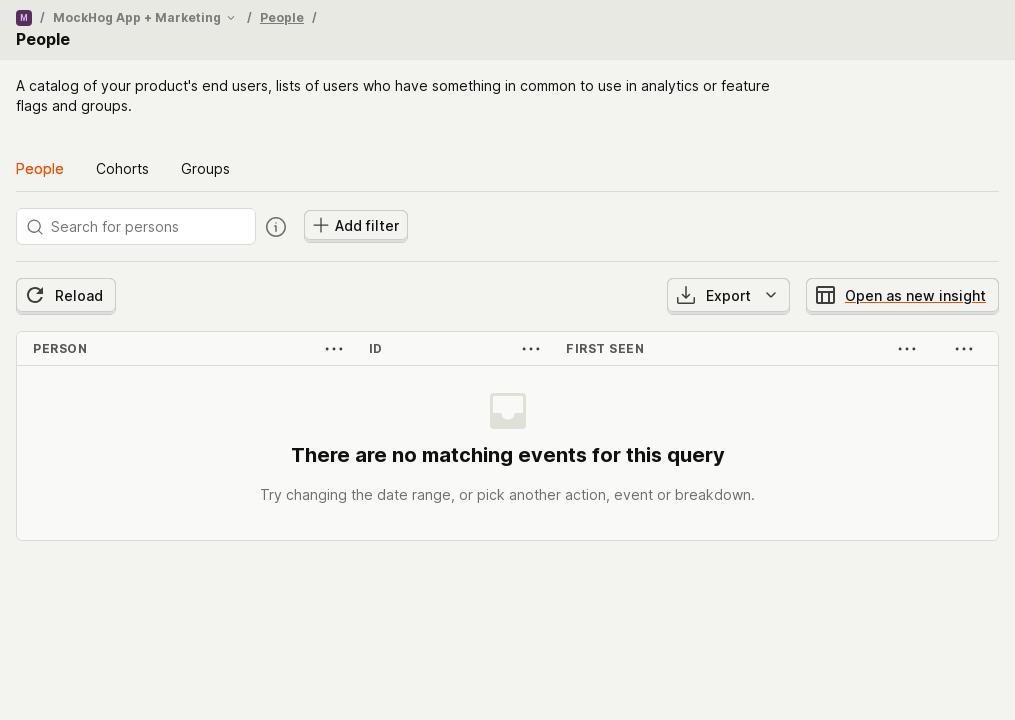 M / MockHog App + Marketing / People /
People
A catalog of your product's end users, lists of users who have something in common to use in analytics or feature
flags and groups.
People Cohorts Groups
Search for persons Add filter
Reload Export Open as new insight
PERSON ID FIRST SEEN
There are no matching events for this query
Try changing the date range, or pick another action, event or breakdown.